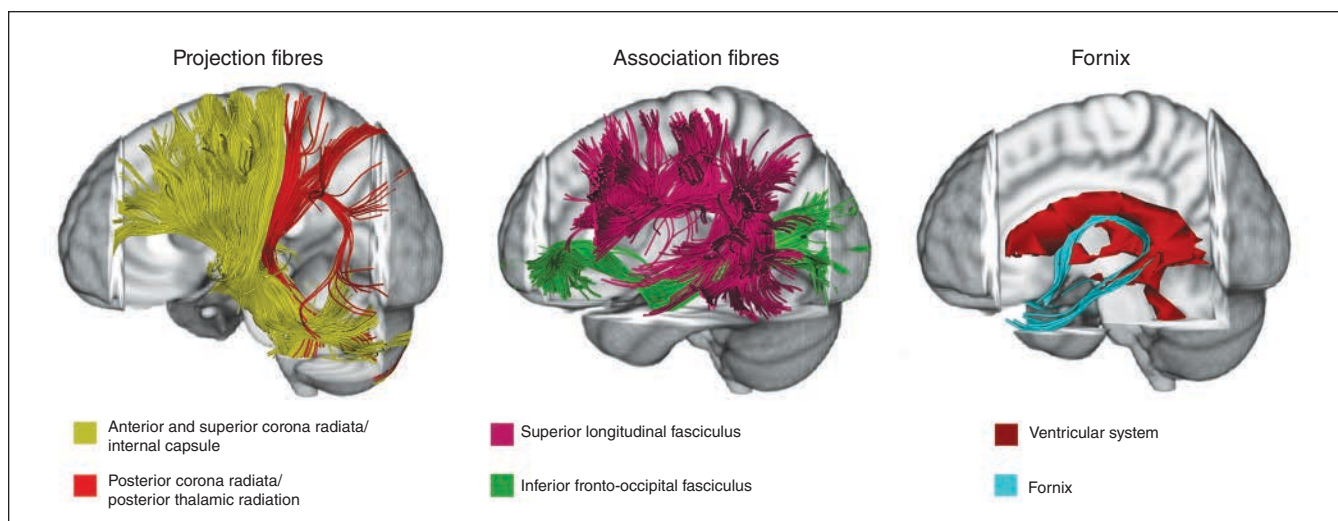 Projection fibres
Association fibres
Fornix
Anterior and superior corona radiata/
internal capsule
Posterior corona radiata/
posterior thalamic radiation
Superior longitudinal fasciculus
Inferior fronto-occipital fasciculus
Ventricular system
Fornix